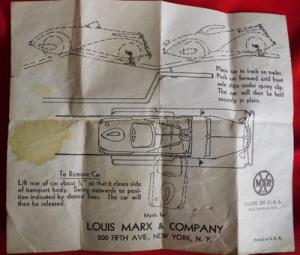 Place car in track on trailer.
Push car forward until front
axle clips under spring clip.
The car will then be held
securely in place.
To Remove Car
Lift rear of car about ½" so that it clears side
of transport body. Swing outwards to posi-
tion indicated by dotted lines. The car will
then be released.
Made by
LOUIS MARX & COMPANY
200 FIFTH AVE., NEW YORK, N. Y.
MAR
MADE IN U.S.A.
Printed in U.S.A.